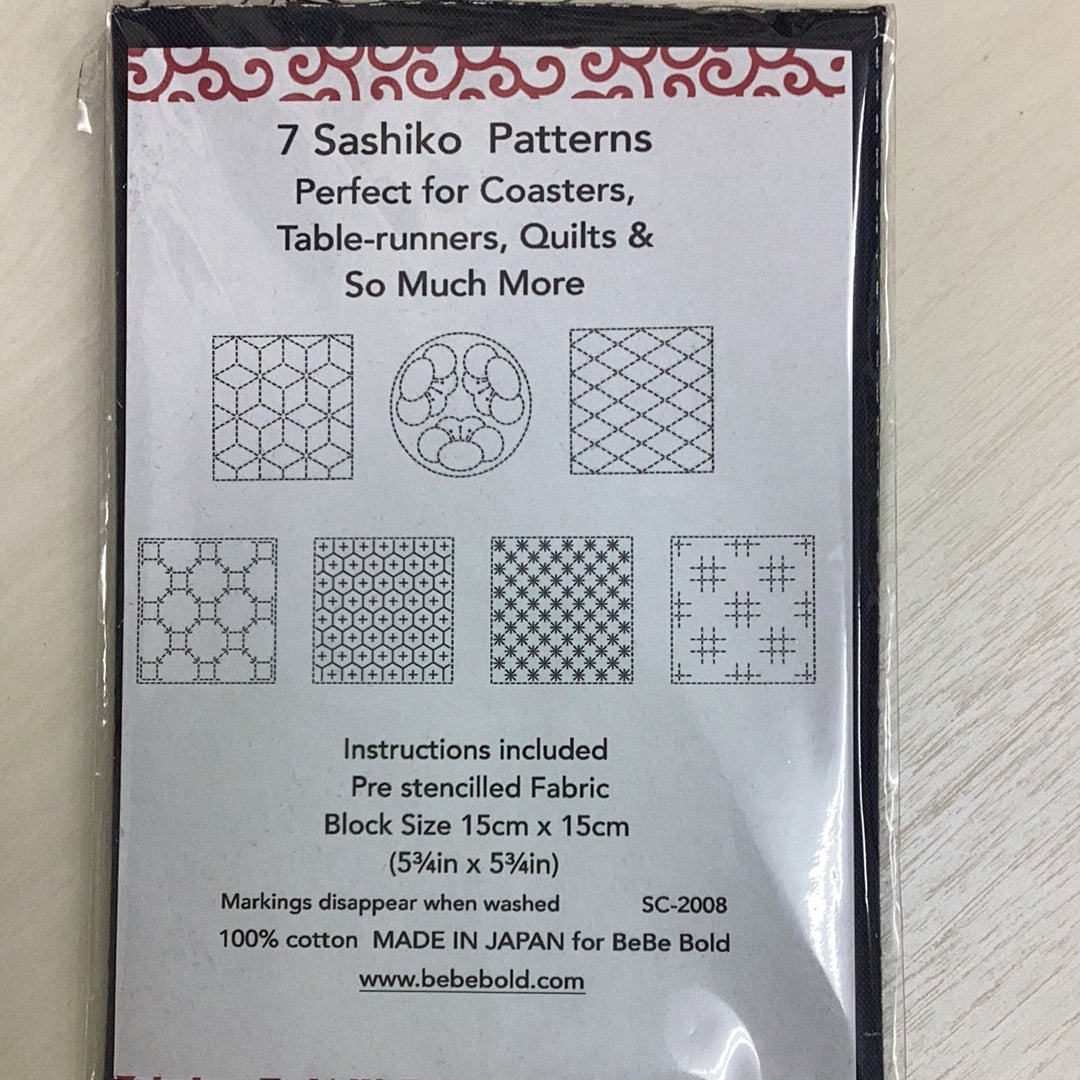 7 Sashiko Patterns
Perfect for Coasters,
Table-runners, Quilts &
So Much More
Instructions included
Pre stencilled Fabric
Block Size 15cm x 15cm
(5¾in x 5¾in)
Markings disappear when washed SC-2008
100% cotton MADE IN JAPAN for BeBe Bold
www.bebebold.com